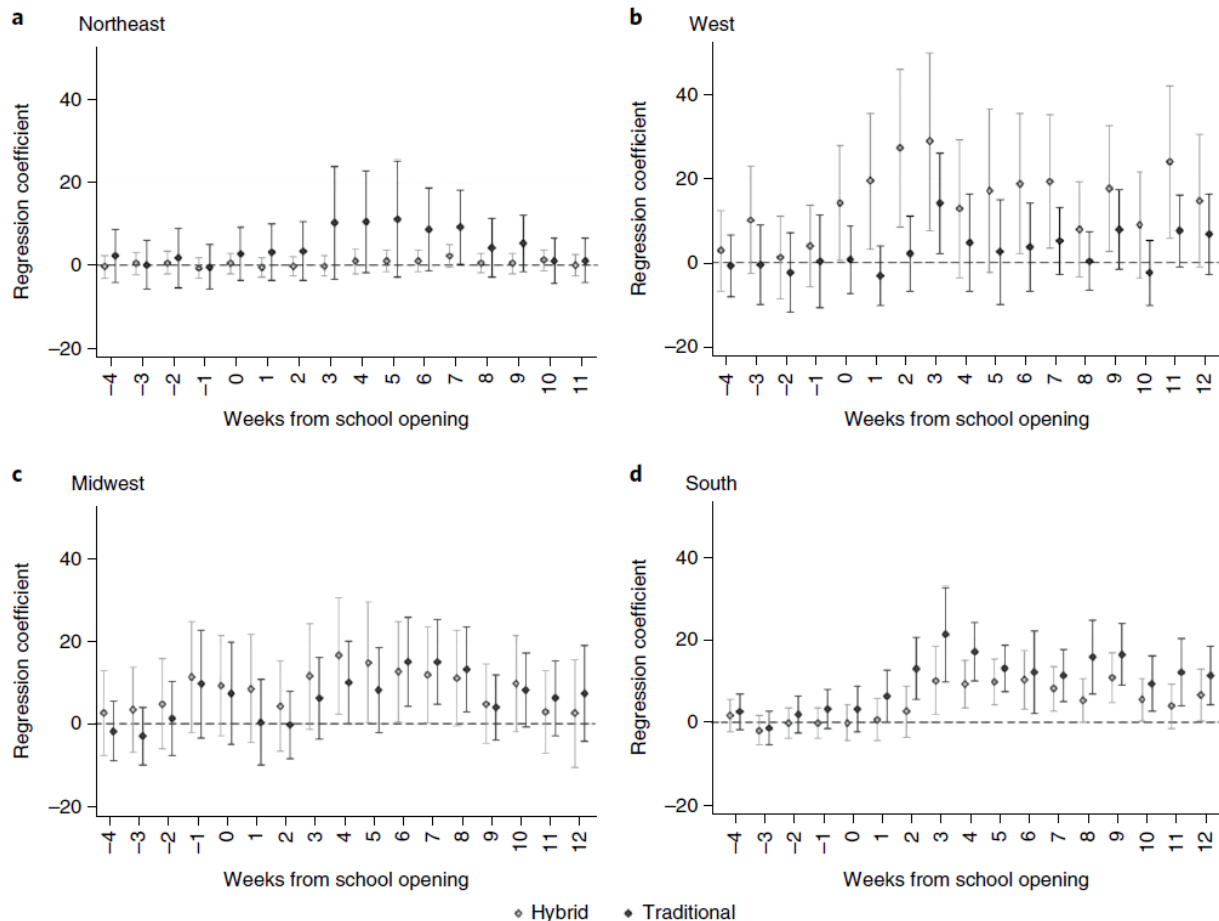 a Northeast
Regression coefficient
40
20
0
−20
−4 −3 −2 −1 0 1 2 3 4 5 6 7 8 9 10 11
Weeks from school opening
b West
Regression coefficient
40
20
0
−20
−4 −3 −2 −1 0 1 2 3 4 5 6 7 8 9 10 11 12
Weeks from school opening
c Midwest
Regression coefficient
40
20
0
−20
−4 −3 −2 −1 0 1 2 3 4 5 6 7 8 9 10 11 12
Weeks from school opening
d South
Regression coefficient
40
20
0
−20
−4 −3 −2 −1 0 1 2 3 4 5 6 7 8 9 10 11 12
Weeks from school opening
Hybrid Traditional